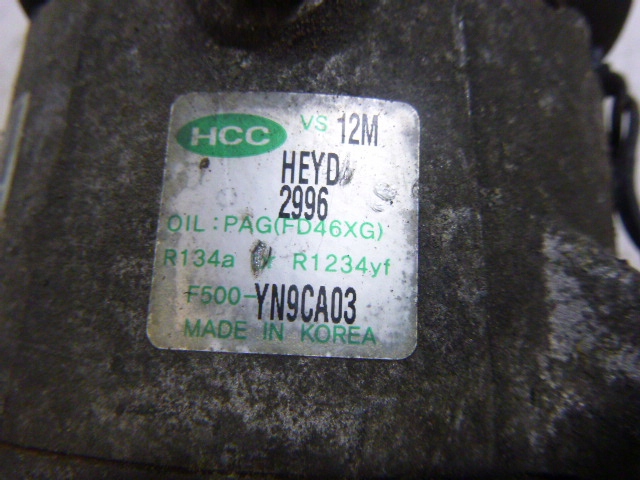 HCC VS 12M
HEYD
2996
OIL : PAG(FD46XG)
R134a R1234yf
F500-YN9CA03
MADE IN KOREA